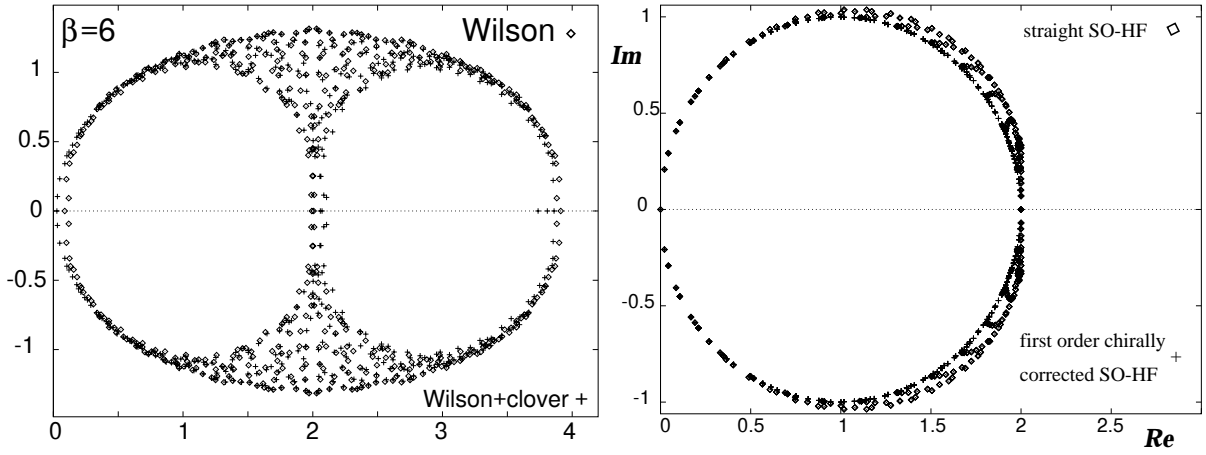 β=6
Wilson
1
0.5
0
-0.5
-1
Wilson+clover +
0 1 2 3 4
Im
1
0.5
0
-0.5
-1
straight SO-HF
first order chirally
corrected SO-HF
0 0.5 1 1.5 2 2.5
Re